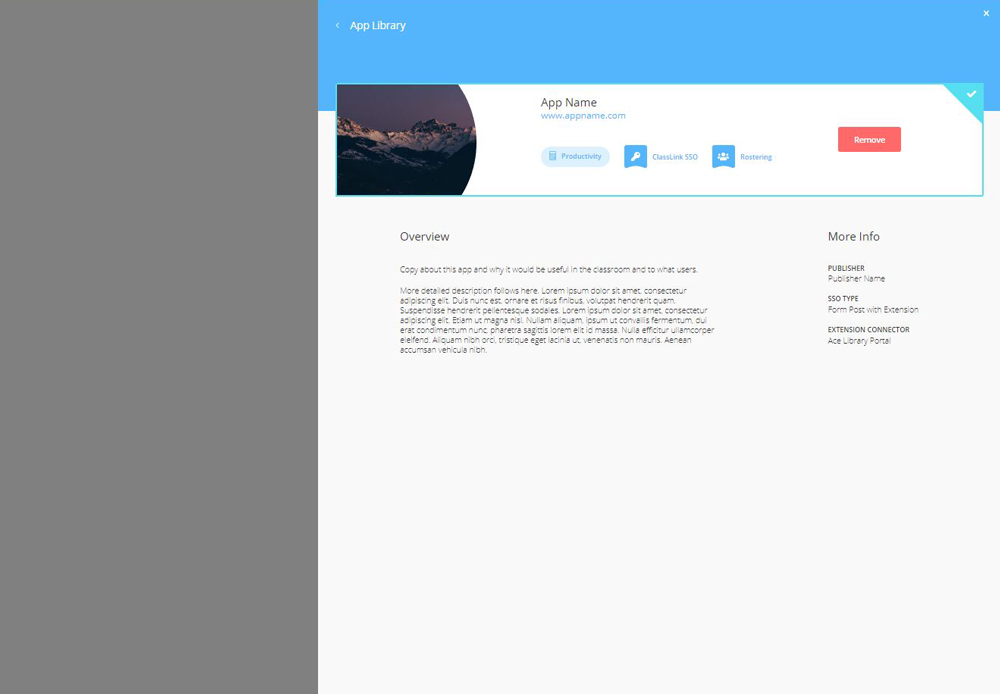 App Library
App Name
www.appname.com
Productivity
ClassLink SSO
Rostering
Remove
Overview
Copy about this app and why it would be useful in the classroom and to what users.
More detailed description follows here. Lorem ipsum dolor sit amet, consectetur
adipiscing elit. Duis nunc est, ornare et risus finibus, volutpat hendrerit quam.
Suspendisse hendrerit pellentesque sodales. Lorem ipsum dolor sit amet, consectetur
adipiscing elit. Etiam ut magna nisi. Nullam aliquam, ipsum ut convallis fermentum, dui
erat condimentum nunc, pharetra sagittis lorem elit id massa. Nulla efficitur ullamcorper
eleifend. Aliquam nibh orci, tristique eget lacinia ut, venenatis non mauris. Aenean
accumsan vehicula nibh.
More Info
PUBLISHER
Publisher Name
SSO TYPE
Form Post with Extension
EXTENSION CONNECTOR
Ace Library Portal